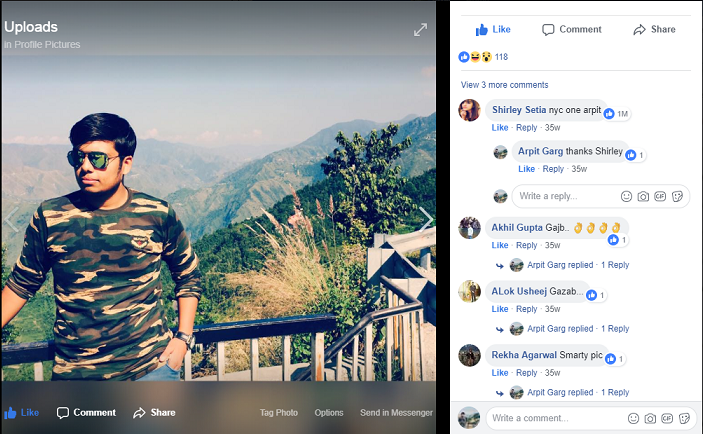 Uploads
in Profile Pictures
Like Comment Share
Tag Photo Options Send in Messenger
Like Comment Share
118
View 3 more comments
Shirley Setia nyc one arpit 1M
Like · Reply · 35w
Arpit Garg thanks Shirley 1
Like · Reply · 35w
Write a reply...
GIF
Akhil Gupta Gajb.. 👌👌👌👌
1
Like · Reply · 35w
Arpit Garg replied · 1 Reply
ALok Usheej Gazab... 1
Like · Reply · 35w
Arpit Garg replied · 1 Reply
Rekha Agarwal Smarty pic 1
Like · Reply · 35w
Arpit Garg replied · 1 Reply
Write a comment...
GIF